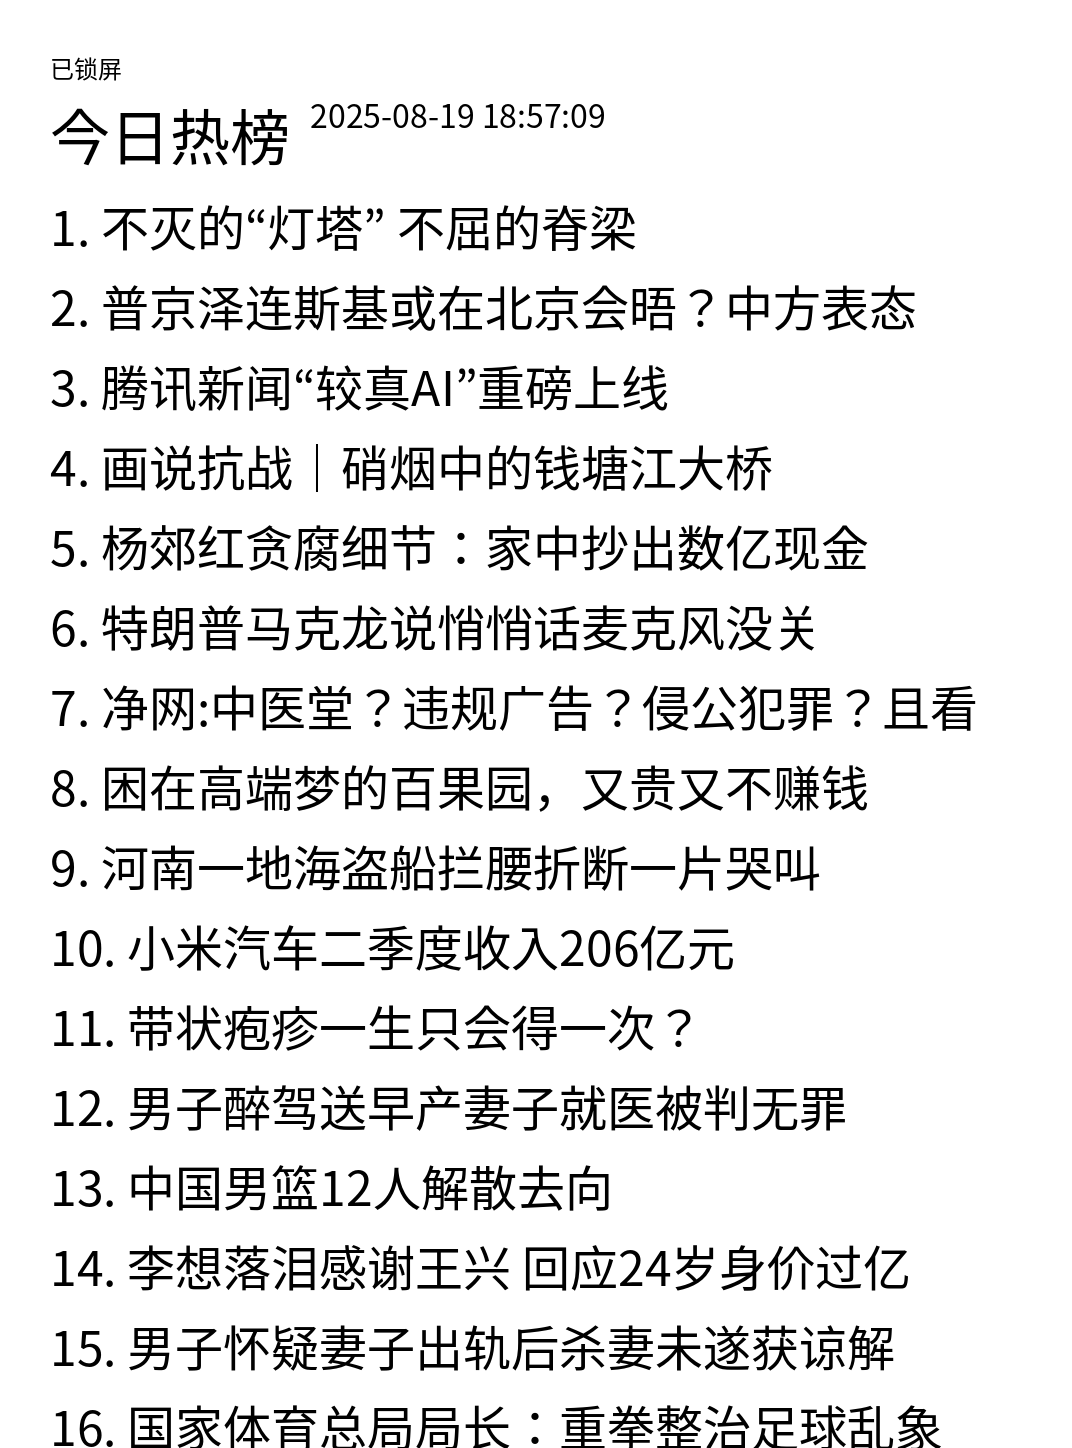 已锁屏
今日热榜 2025-08-19 18:57:09
1. 不灭的“灯塔” 不屈的脊梁
2. 普京泽连斯基或在北京会晤？中方表态
3. 腾讯新闻“较真AI”重磅上线
4. 画说抗战｜硝烟中的钱塘江大桥
5. 杨郊红贪腐细节：家中抄出数亿现金
6. 特朗普马克龙说悄悄话麦克风没关
7. 净网:中医堂？违规广告？侵公犯罪？且看
8. 困在高端梦的百果园，又贵又不赚钱
9. 河南一地海盗船拦腰折断一片哭叫
10. 小米汽车二季度收入206亿元
11. 带状疱疹一生只会得一次？
12. 男子醉驾送早产妻子就医被判无罪
13. 中国男篮12人解散去向
14. 李想落泪感谢王兴 回应24岁身价过亿
15. 男子怀疑妻子出轨后杀妻未遂获谅解
16. 国家体育总局局长：重拳整治足球乱象